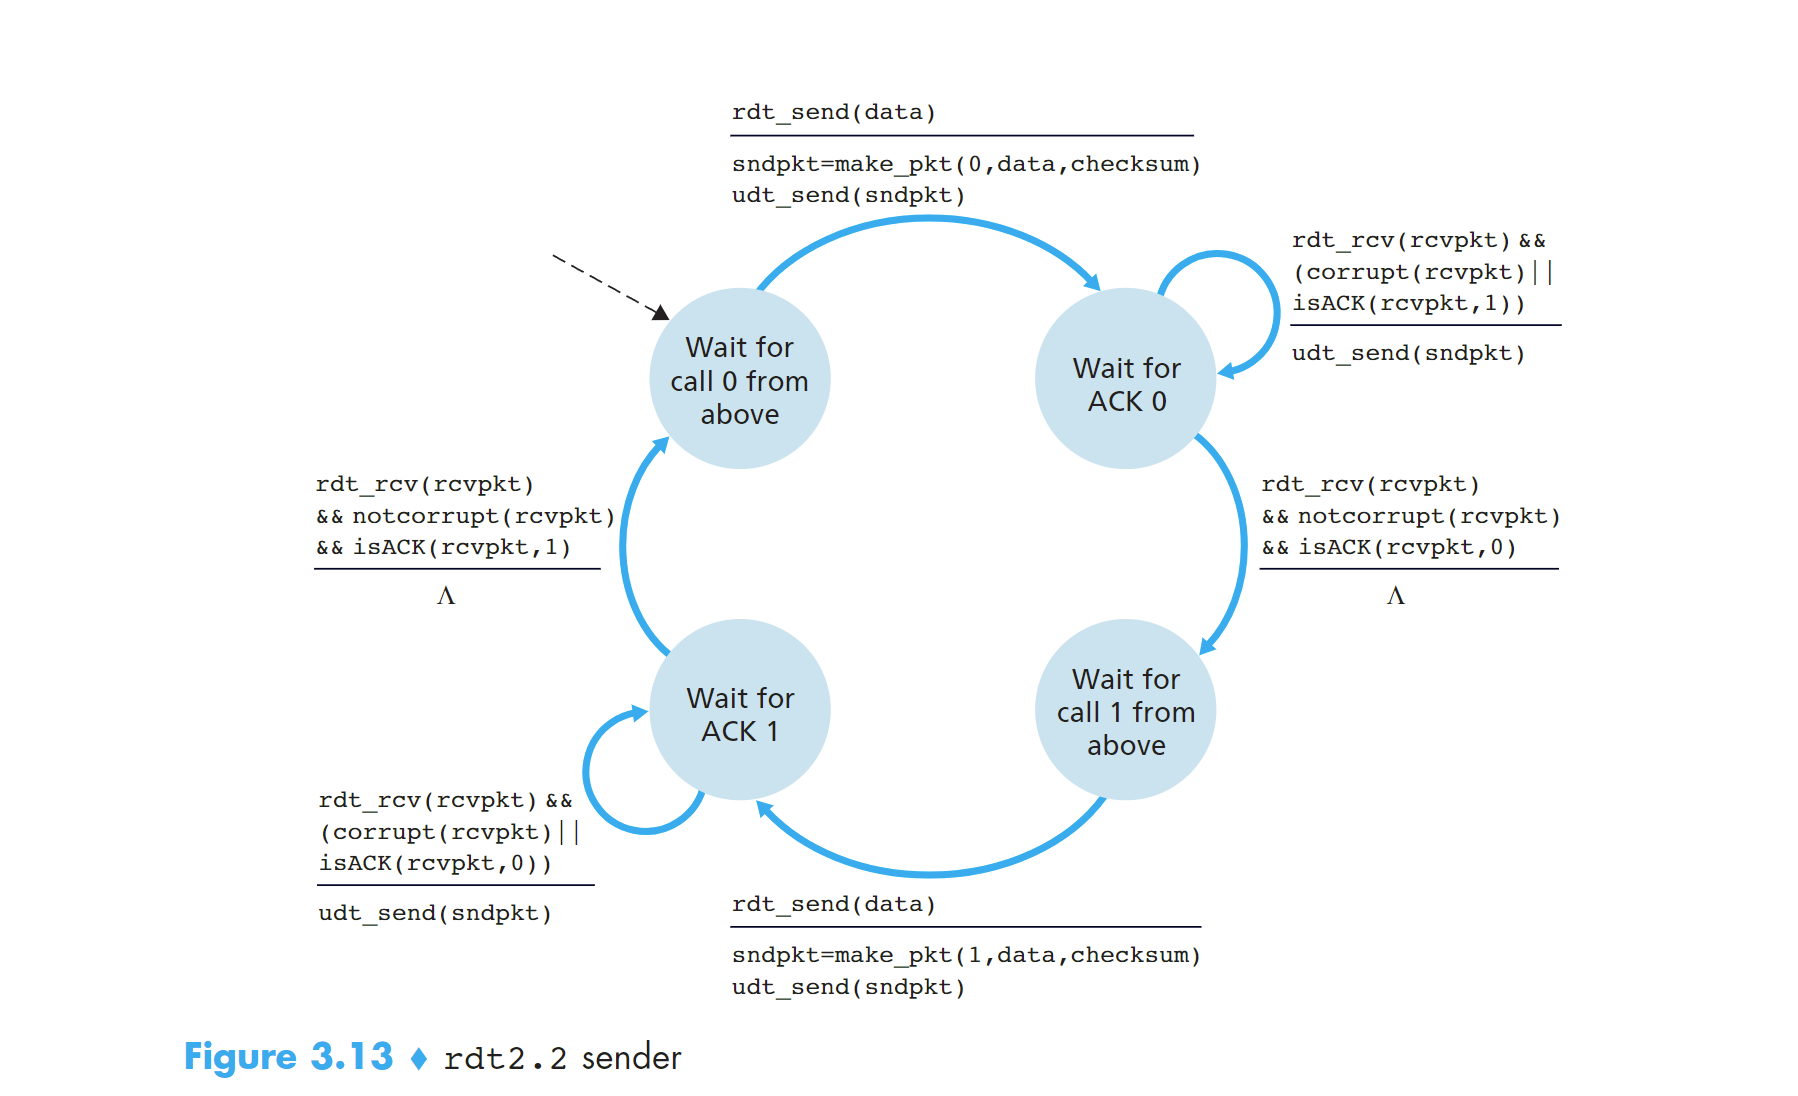 rdt_send(data)
sndpkt=make_pkt(0,data,checksum)
udt_send(sndpkt)
rdt_rcv(rcvpkt) &&
(corrupt(rcvpkt)||
isACK(rcvpkt,1))
udt_send(sndpkt)
Wait for
call 0 from
above
Wait for
ACK 0
rdt_rcv(rcvpkt)
&& notcorrupt(rcvpkt)
&& isACK(rcvpkt,1)
Λ
rdt_rcv(rcvpkt)
&& notcorrupt(rcvpkt)
&& isACK(rcvpkt,0)
Λ
Wait for
ACK 1
Wait for
call 1 from
above
rdt_rcv(rcvpkt) &&
(corrupt(rcvpkt)||
isACK(rcvpkt,0))
udt_send(sndpkt)
rdt_send(data)
sndpkt=make_pkt(1,data,checksum)
udt_send(sndpkt)
Figure 3.13 ♦ rdt2.2 sender